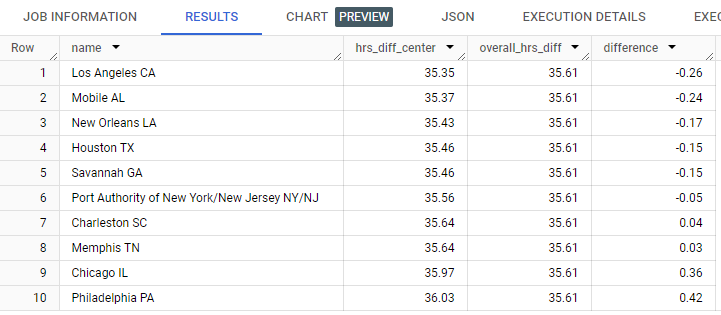 JOB INFORMATION RESULTS CHART PREVIEW JSON EXECUTION DETAILS EXEC
Row name hrs_diff_center overall_hrs_diff difference
1 Los Angeles CA 35.35 35.61 -0.26
2 Mobile AL 35.37 35.61 -0.24
3 New Orleans LA 35.43 35.61 -0.17
4 Houston TX 35.46 35.61 -0.15
5 Savannah GA 35.46 35.61 -0.15
6 Port Authority of New York/New Jersey NY/NJ 35.56 35.61 -0.05
7 Charleston SC 35.64 35.61 0.04
8 Memphis TN 35.64 35.61 0.03
9 Chicago IL 35.97 35.61 0.36
10 Philadelphia PA 36.03 35.61 0.42